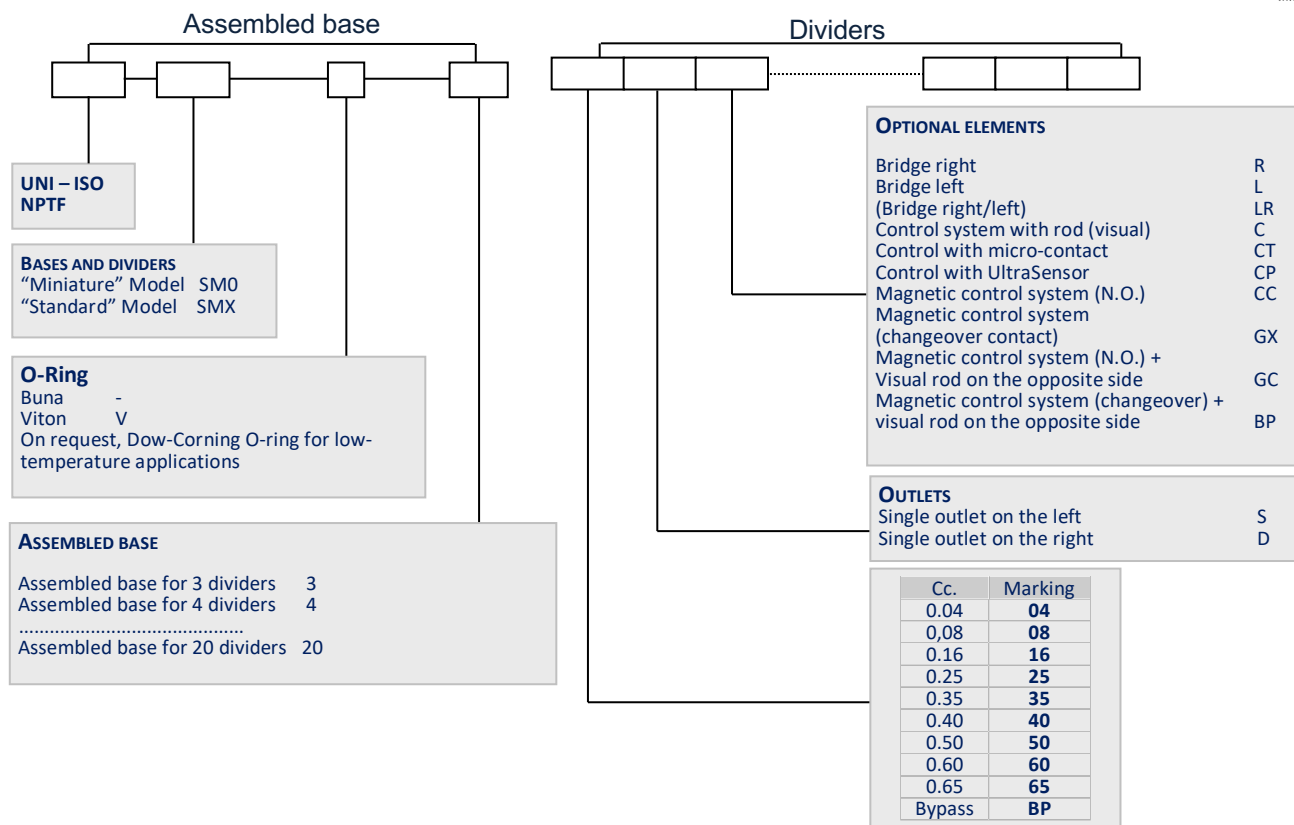 Assembled base
Dividers
UNI – ISO
NPTF
BASES AND DIVIDERS
“Miniature” Model SM0
“Standard” Model SMX
O-Ring
Buna -
Viton V
On request, Dow-Corning O-ring for low-
temperature applications
ASSEMBLED BASE
Assembled base for 3 dividers 3
Assembled base for 4 dividers 4
............................................
Assembled base for 20 dividers 20
OPTIONAL ELEMENTS
Bridge right R
Bridge left L
(Bridge right/left) LR
Control system with rod (visual) C
Control with micro-contact CT
Control with UltraSensor CP
Magnetic control system (N.O.) CC
Magnetic control system
(changeover contact) GX
Magnetic control system (N.O.) +
Visual rod on the opposite side GC
Magnetic control system (changeover) +
visual rod on the opposite side BP
OUTLETS
Single outlet on the left S
Single outlet on the right D
Cc. Marking
0.04 04
0,08 08
0.16 16
0.25 25
0.35 35
0.40 40
0.50 50
0.60 60
0.65 65
Bypass BP